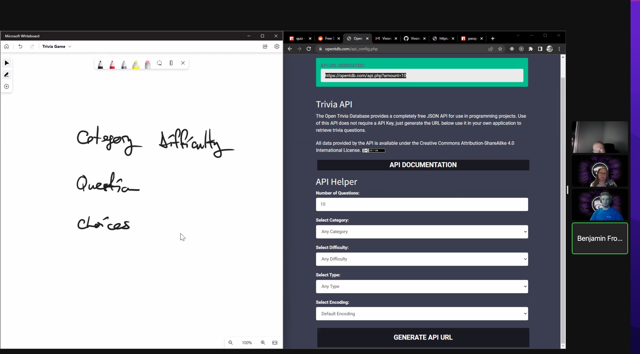 Microsoft Whiteboard
Trivia Game
Category Difficulty
Question
Choices
100%
opentdb.com/api_config.php
https://opentdb.com/api.php?amount=10
Trivia API
The Open Trivia Database provides a completely free JSON API for use in programming projects. Use
of this API does not require a API Key, just generate the URL below use it in your own application to
retrieve trivia questions.
All data provided by the API is available under the Creative Commons Attribution-ShareAlike 4.0
International License.
API DOCUMENTATION
API Helper
Number of Questions:
10
Select Category:
Any Category
Select Difficulty:
Any Difficulty
Select Type:
Any Type
Select Encoding:
Default Encoding
GENERATE API URL
Benjamin Fro...